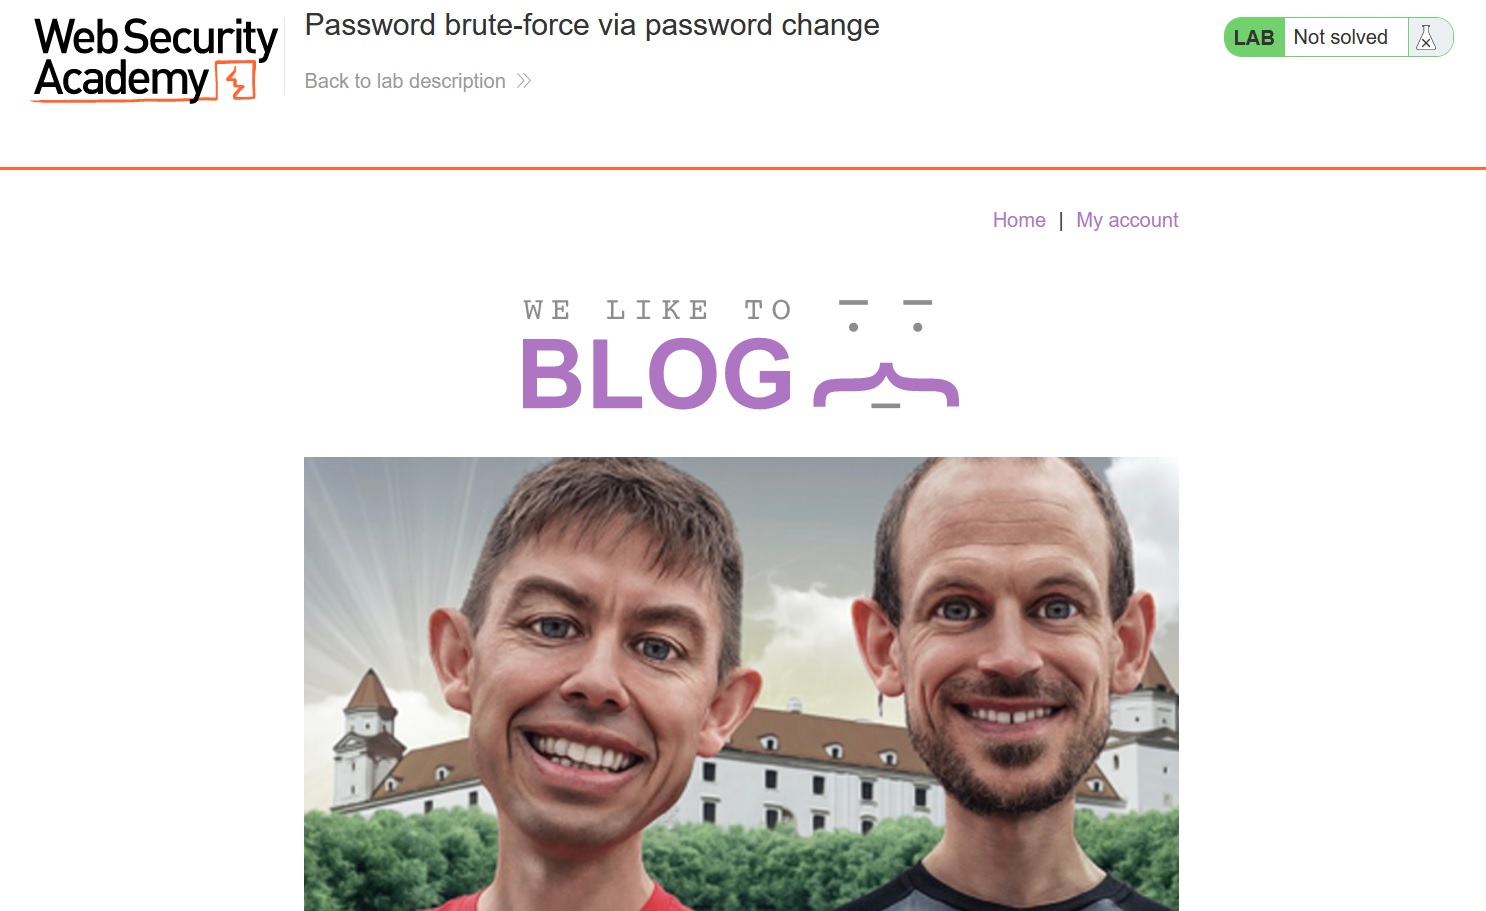 Web Security
Academy
Password brute-force via password change
Back to lab description
LAB Not solved
Home | My account
WE LIKE TO
BLOG